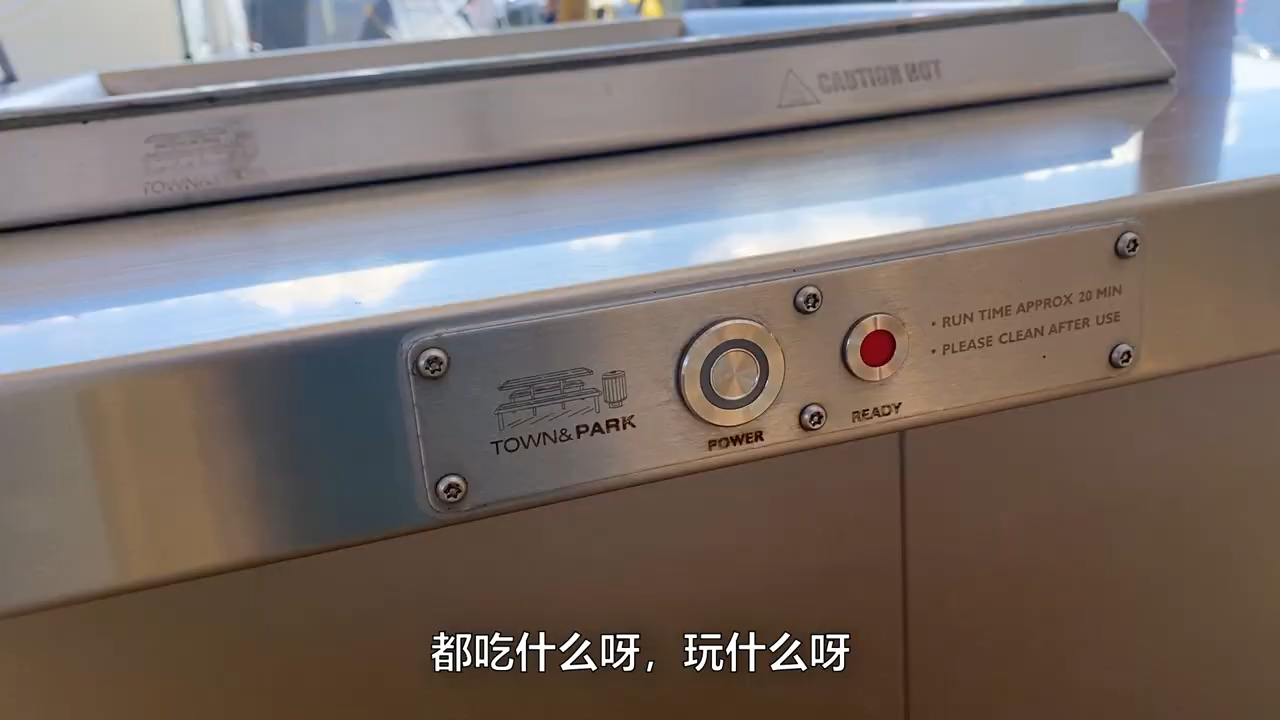 CAUTION HOT
TOWN
• RUN TIME APPROX 20 MIN
• PLEASE CLEAN AFTER USE
TOWN&PARK
POWER
READY
都吃什么呀，玩什么呀